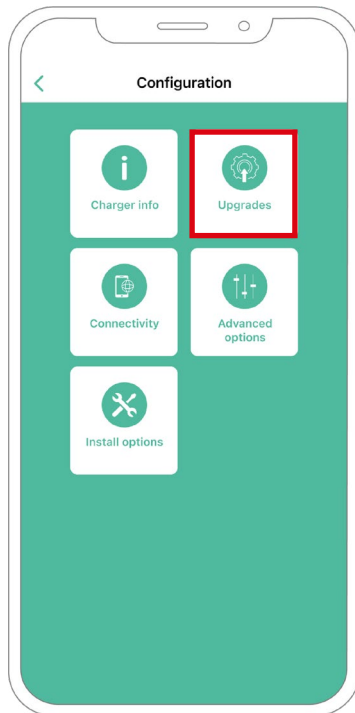 Configuration
Charger info
Upgrades
Connectivity
Advanced
options
Install options